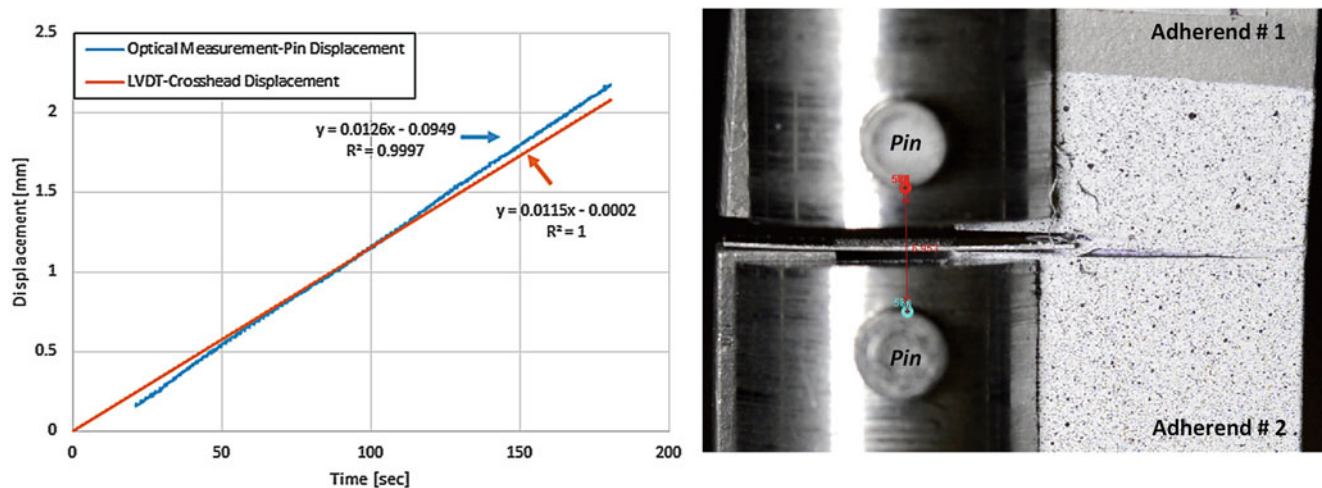 2.5
2
1.5
1
0.5
0
0
50
100
150
200
Displacement [mm]
Time [sec]
Optical Measurement-Pin Displacement
LVDT-Crosshead Displacement
y = 0.0126x - 0.0949
R² = 0.9997
y = 0.0115x - 0.0002
R² = 1
Adherend # 1
Pin
Pin
Adherend # 2